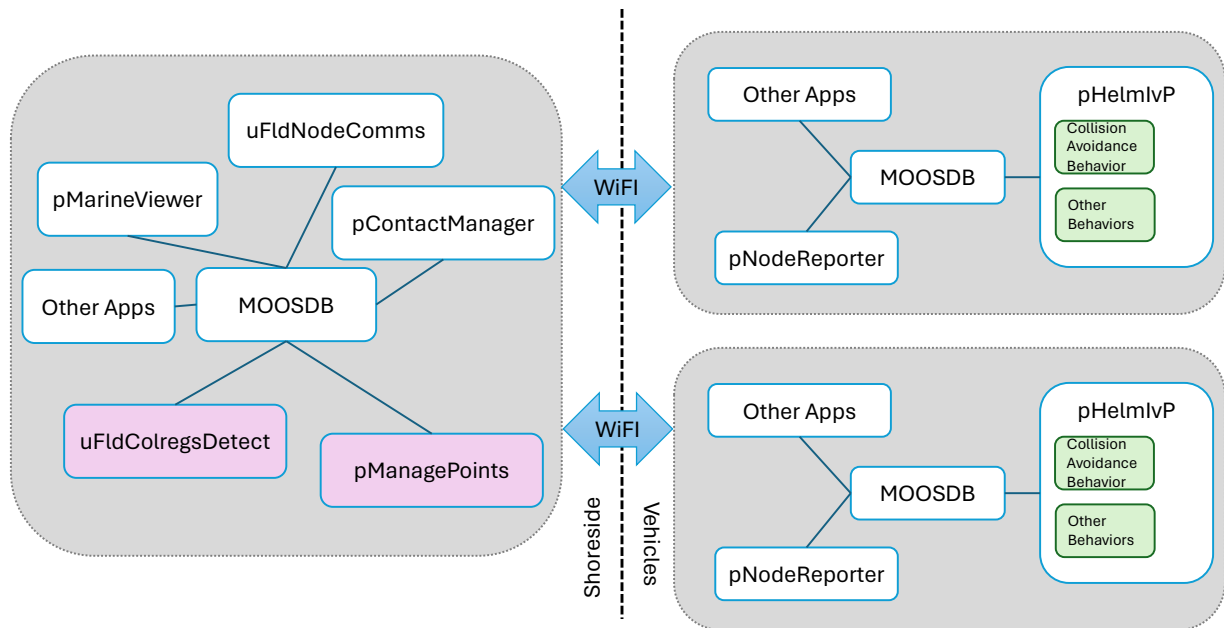 uFldNodeComms
pMarineViewer
pContactManager
Other Apps
MOOSDB
uFldColregsDetect
pManagePoints
WiFI
WiFI
Shoreside
Vehicles
Other Apps
MOOSDB
pNodeReporter
pHelmIvP
Collision
Avoidance
Behavior
Other
Behaviors
Other Apps
MOOSDB
pNodeReporter
pHelmIvP
Collision
Avoidance
Behavior
Other
Behaviors